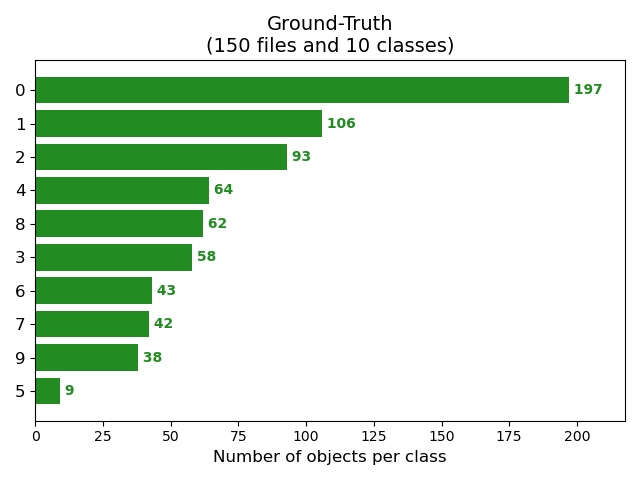 Ground-Truth
(150 files and 10 classes)
0 197
1 106
2 93
4 64
8 62
3 58
6 43
7 42
9 38
5 9
0 25 50 75 100 125 150 175 200
Number of objects per class